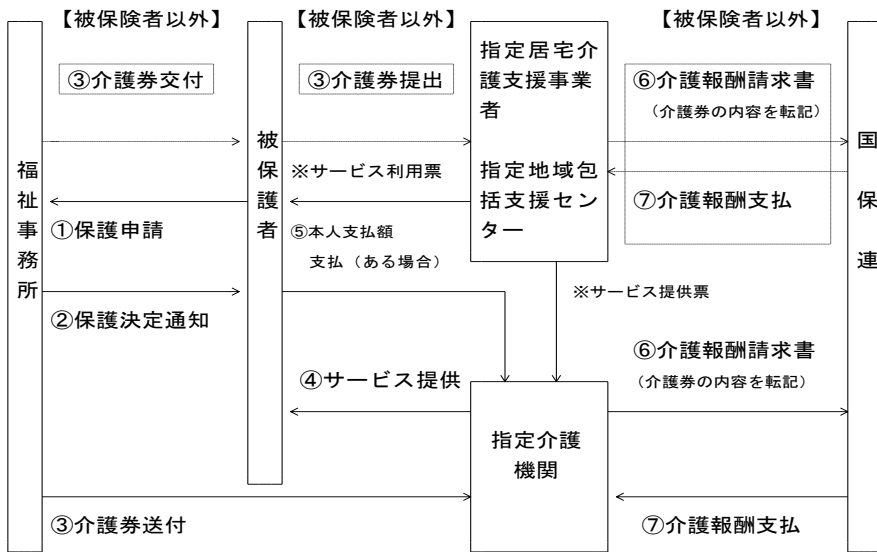 【被保険者以外】
【被保険者以外】
【被保険者以外】
③介護券交付
③介護券提出
指定居宅介
護支援事業
者
指定地域包
括支援セン
ター
⑥介護報酬請求書
（介護券の内容を転記）
⑦介護報酬支払
福祉事務所
被保護者
国保連
※サービス利用票
①保護申請
⑤本人支払額
支払（ある場合）
②保護決定通知
※サービス提供票
④サービス提供
⑥介護報酬請求書
（介護券の内容を転記）
指定介護
機関
③介護券送付
⑦介護報酬支払